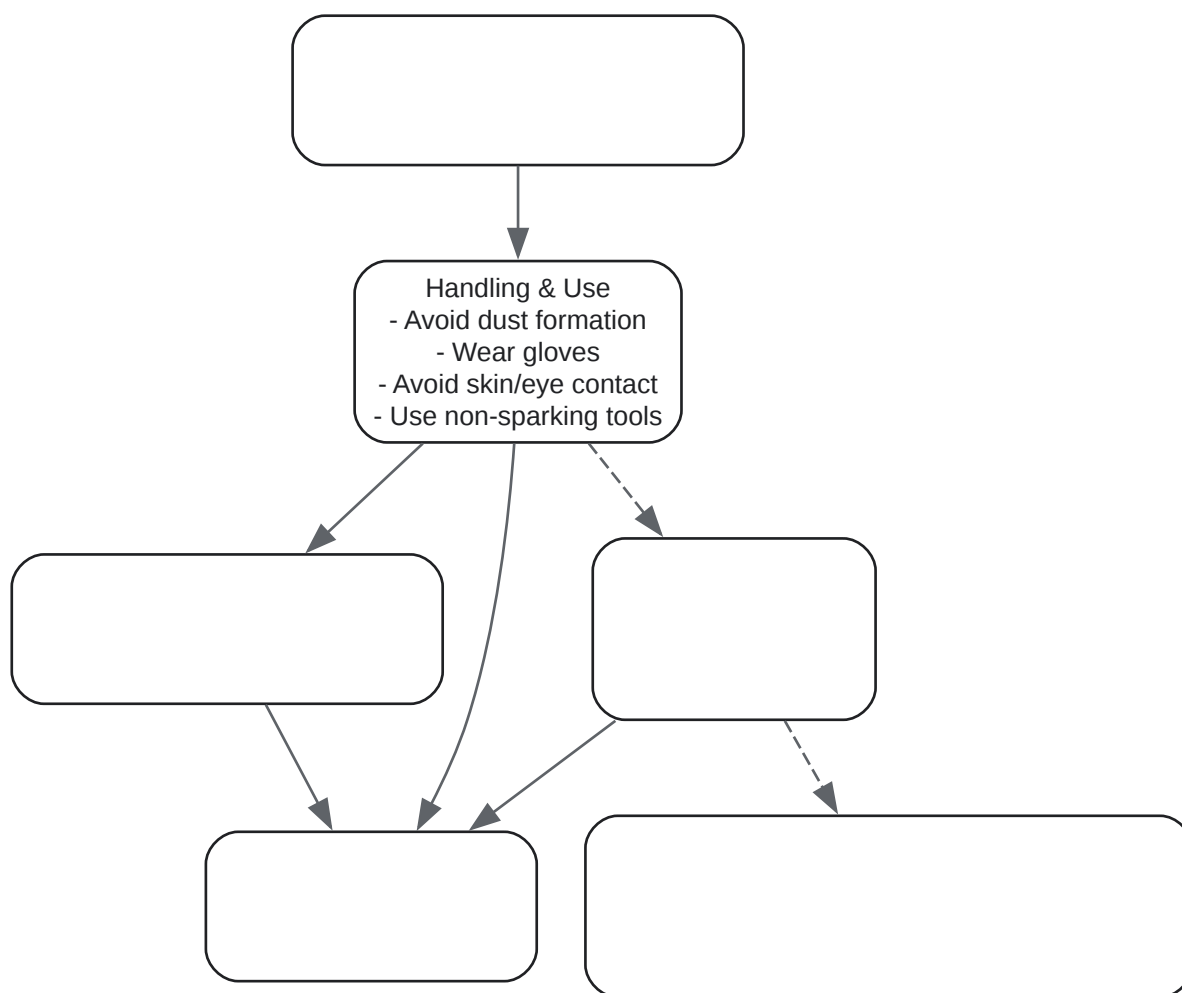 Handling & Use
- Avoid dust formation
- Wear gloves
- Avoid skin/eye contact
- Use non-sparking tools